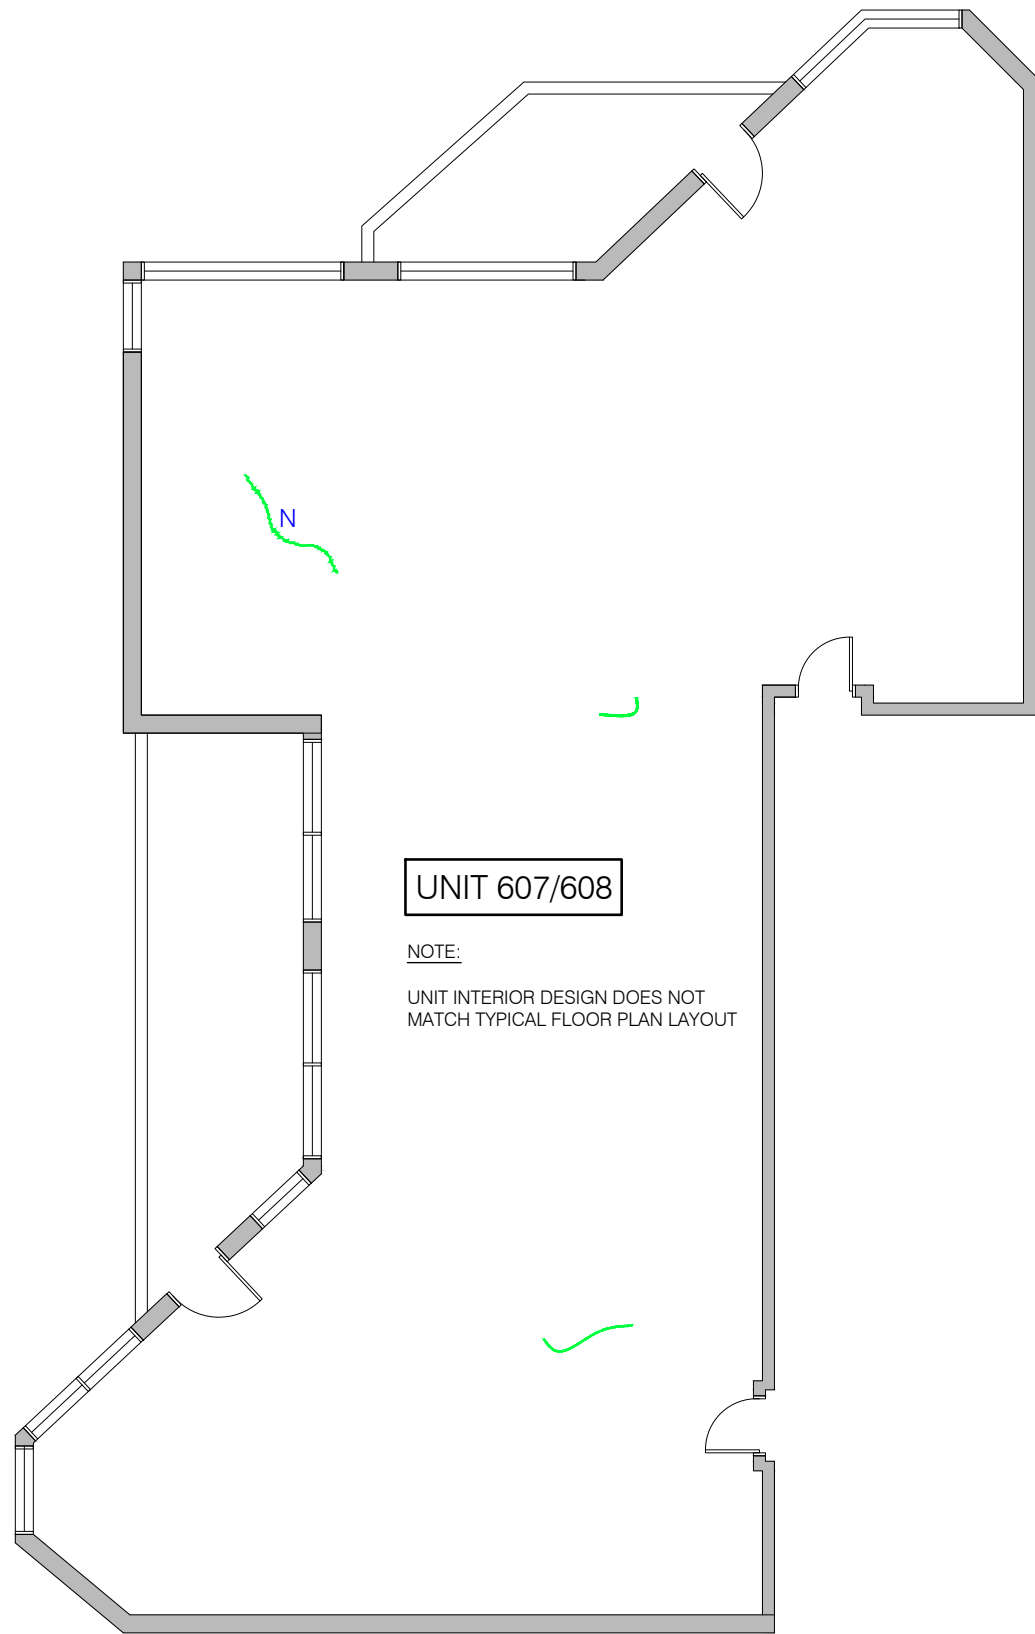 N
UNIT 607/608
NOTE:
UNIT INTERIOR DESIGN DOES NOT
MATCH TYPICAL FLOOR PLAN LAYOUT